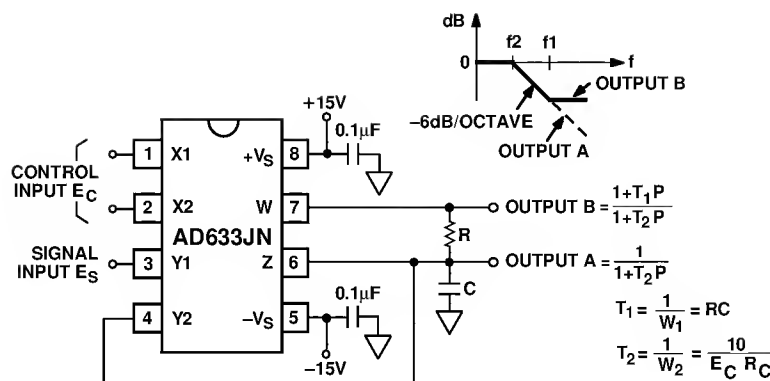 dB
f2 f1
0 f
OUTPUT B
–6dB/OCTAVE
OUTPUT A
+15V
0.1μF
CONTROL
INPUT EC
1 X1 +VS 8
2 X2 W 7
OUTPUT B = 1+T1P / 1+T2P
AD633JN
R
SIGNAL
INPUT ES
3 Y1 Z 6
OUTPUT A = 1 / 1+T2P
C
0.1μF
4 Y2 –VS 5
–15V
T1 = 1 / W1 = RC
T2 = 1 / W2 = 10 / EC RC